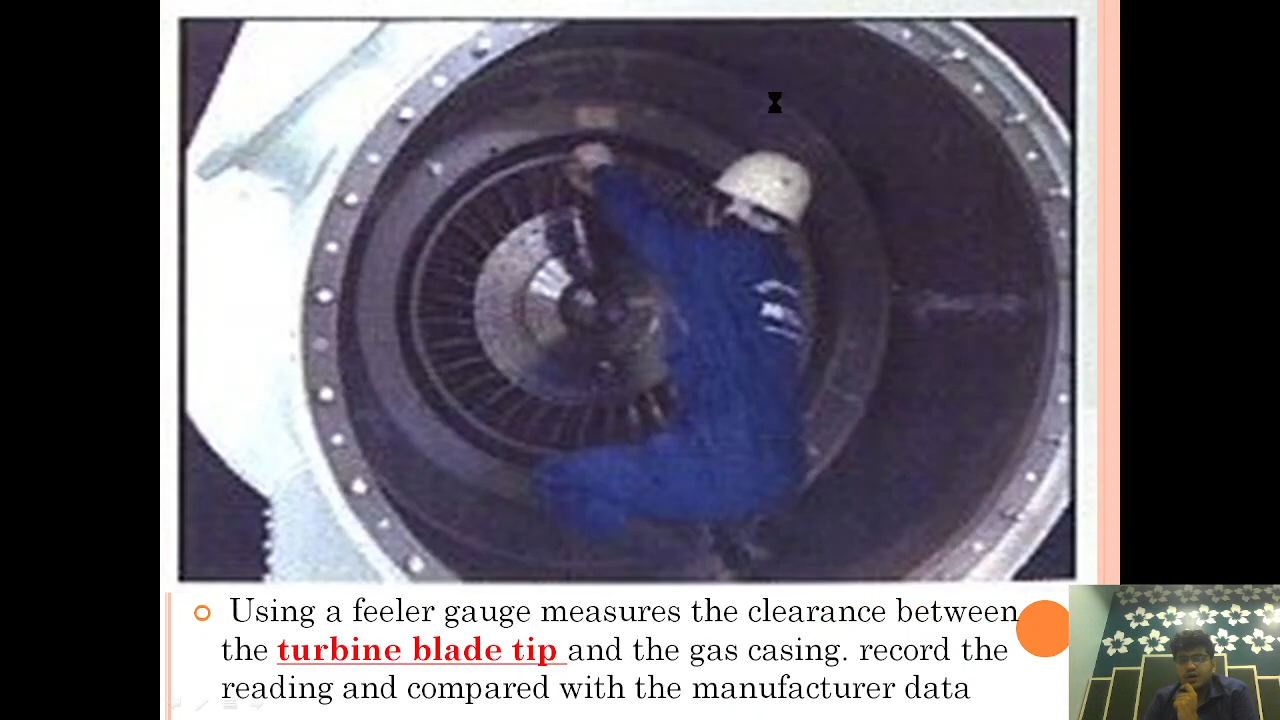 Using a feeler gauge measures the clearance between
the turbine blade tip and the gas casing. record the
reading and compared with the manufacturer data